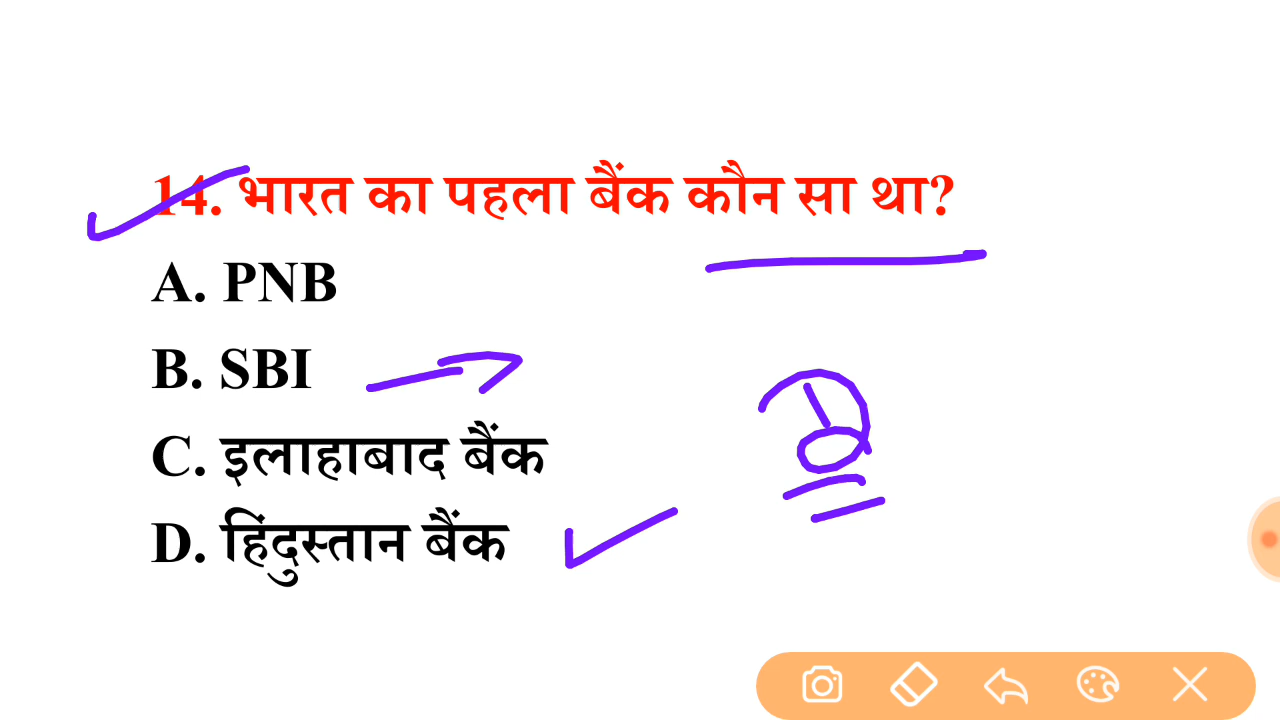 14. भारत का पहला बैंक कौन सा था?
A. PNB
B. SBI
C. इलाहाबाद बैंक
D. हिंदुस्तान बैंक